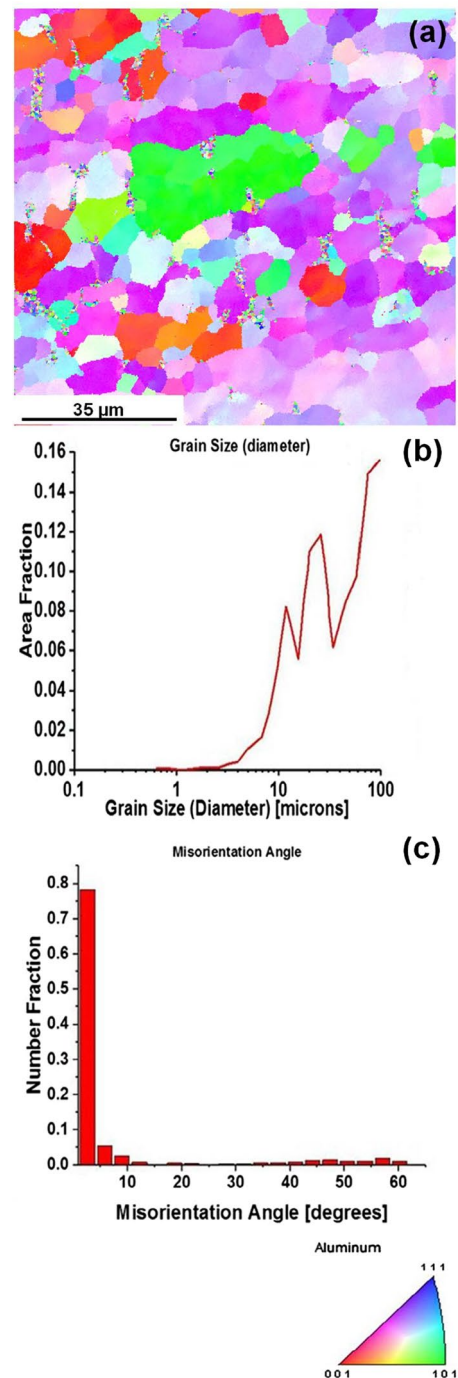 (a)
35 µm
(b)
Grain Size (diameter)
0.16
0.14
0.12
0.10
0.08
0.06
0.04
0.02
0.00
Area Fraction
0.1 1 10 100
Grain Size (Diameter) [microns]
(c)
Misorientation Angle
0.8
0.7
0.6
0.5
0.4
0.3
0.2
0.1
0.0
Number Fraction
10 20 30 40 50 60
Misorientation Angle [degrees]
Aluminum
1 1 1
0 0 1 1 0 1